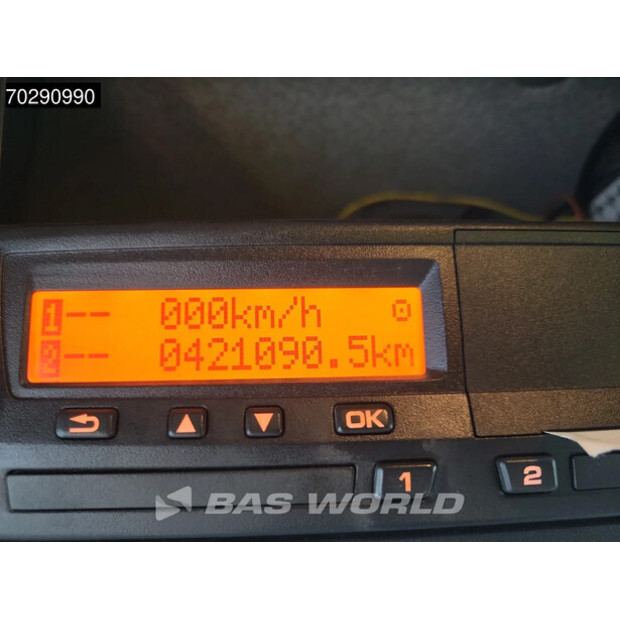 70290990
1 -- 000km/h
2 -- 0421090.5km
OK
1 2
BAS WORLD